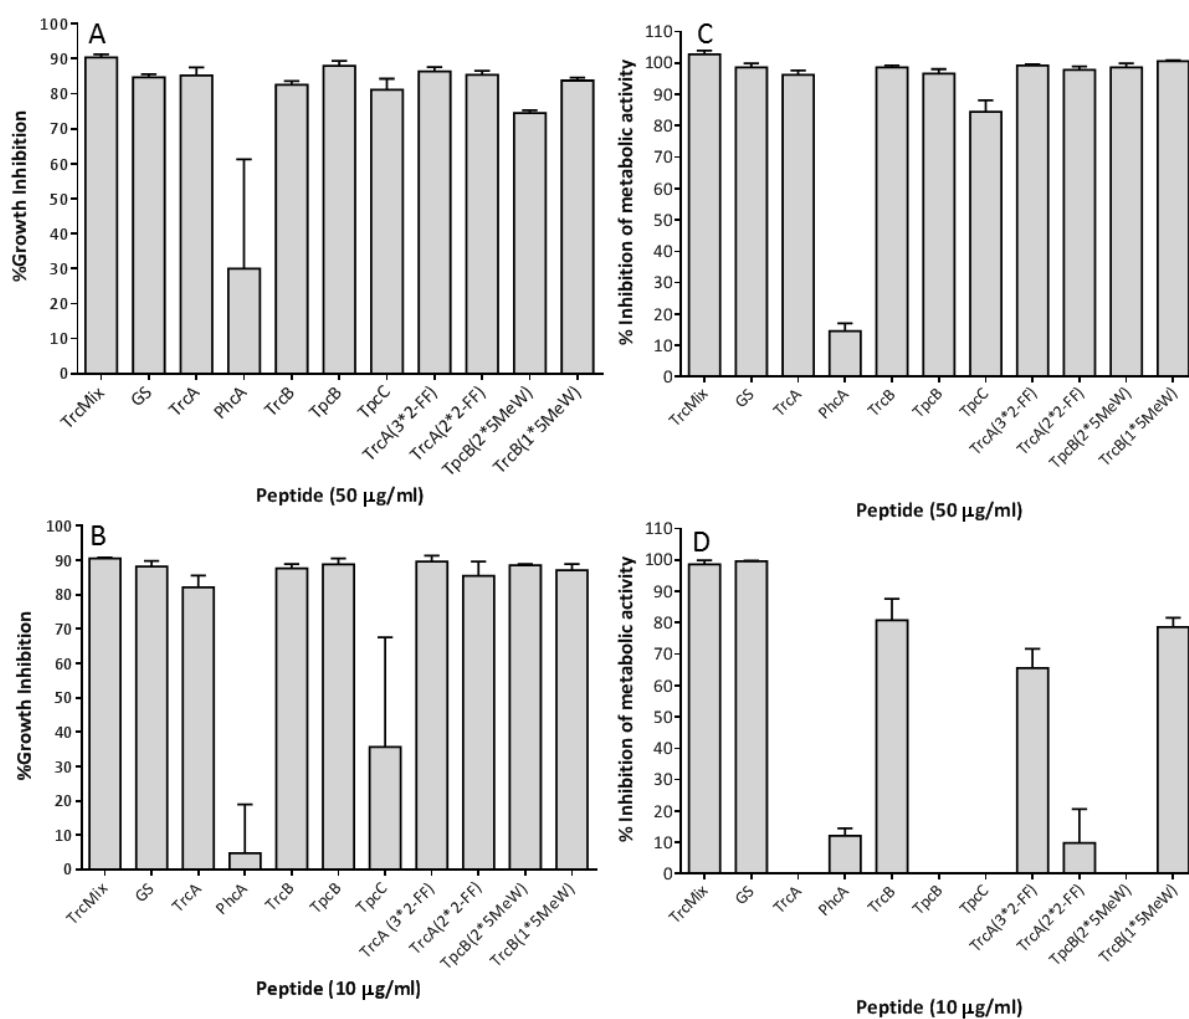 A
%Growth Inhibition
100
90
80
70
60
50
40
30
20
10
0
TrcMix
GS
TrcA
PhcA
TrcB
TpcB
TpcC
TrcA(3*2-FF)
TrcA(2*2-FF)
TpcB(2*5MeW)
TrcB(1*5MeW)
Peptide (50 µg/ml)
C
% Inhibition of metabolic activity
110
100
90
80
70
60
50
40
30
20
10
0
TrcMix
GS
TrcA
PhcA
TrcB
TpcB
TpcC
TrcA(3*2-FF)
TrcA(2*2-FF)
TpcB(2*5MeW)
TrcB(1*5MeW)
Peptide (50 µg/ml)
B
%Growth Inhibition
100
90
80
70
60
50
40
30
20
10
0
TrcMix
GS
TrcA
PhcA
TrcB
TpcB
TpcC
TrcA (3*2-FF)
TrcA(2*2-FF)
TpcB(2*5MeW)
TrcB(1*5MeW)
Peptide (10 µg/ml)
D
% Inhibition of metabolic activity
110
100
90
80
70
60
50
40
30
20
10
0
TrcMix
GS
TrcA
PhcA
TrcB
TpcB
TpcC
TrcA(3*2-FF)
TrcA(2*2-FF)
TpcB(2*5MeW)
TrcB(1*5MeW)
Peptide (10 µg/ml)